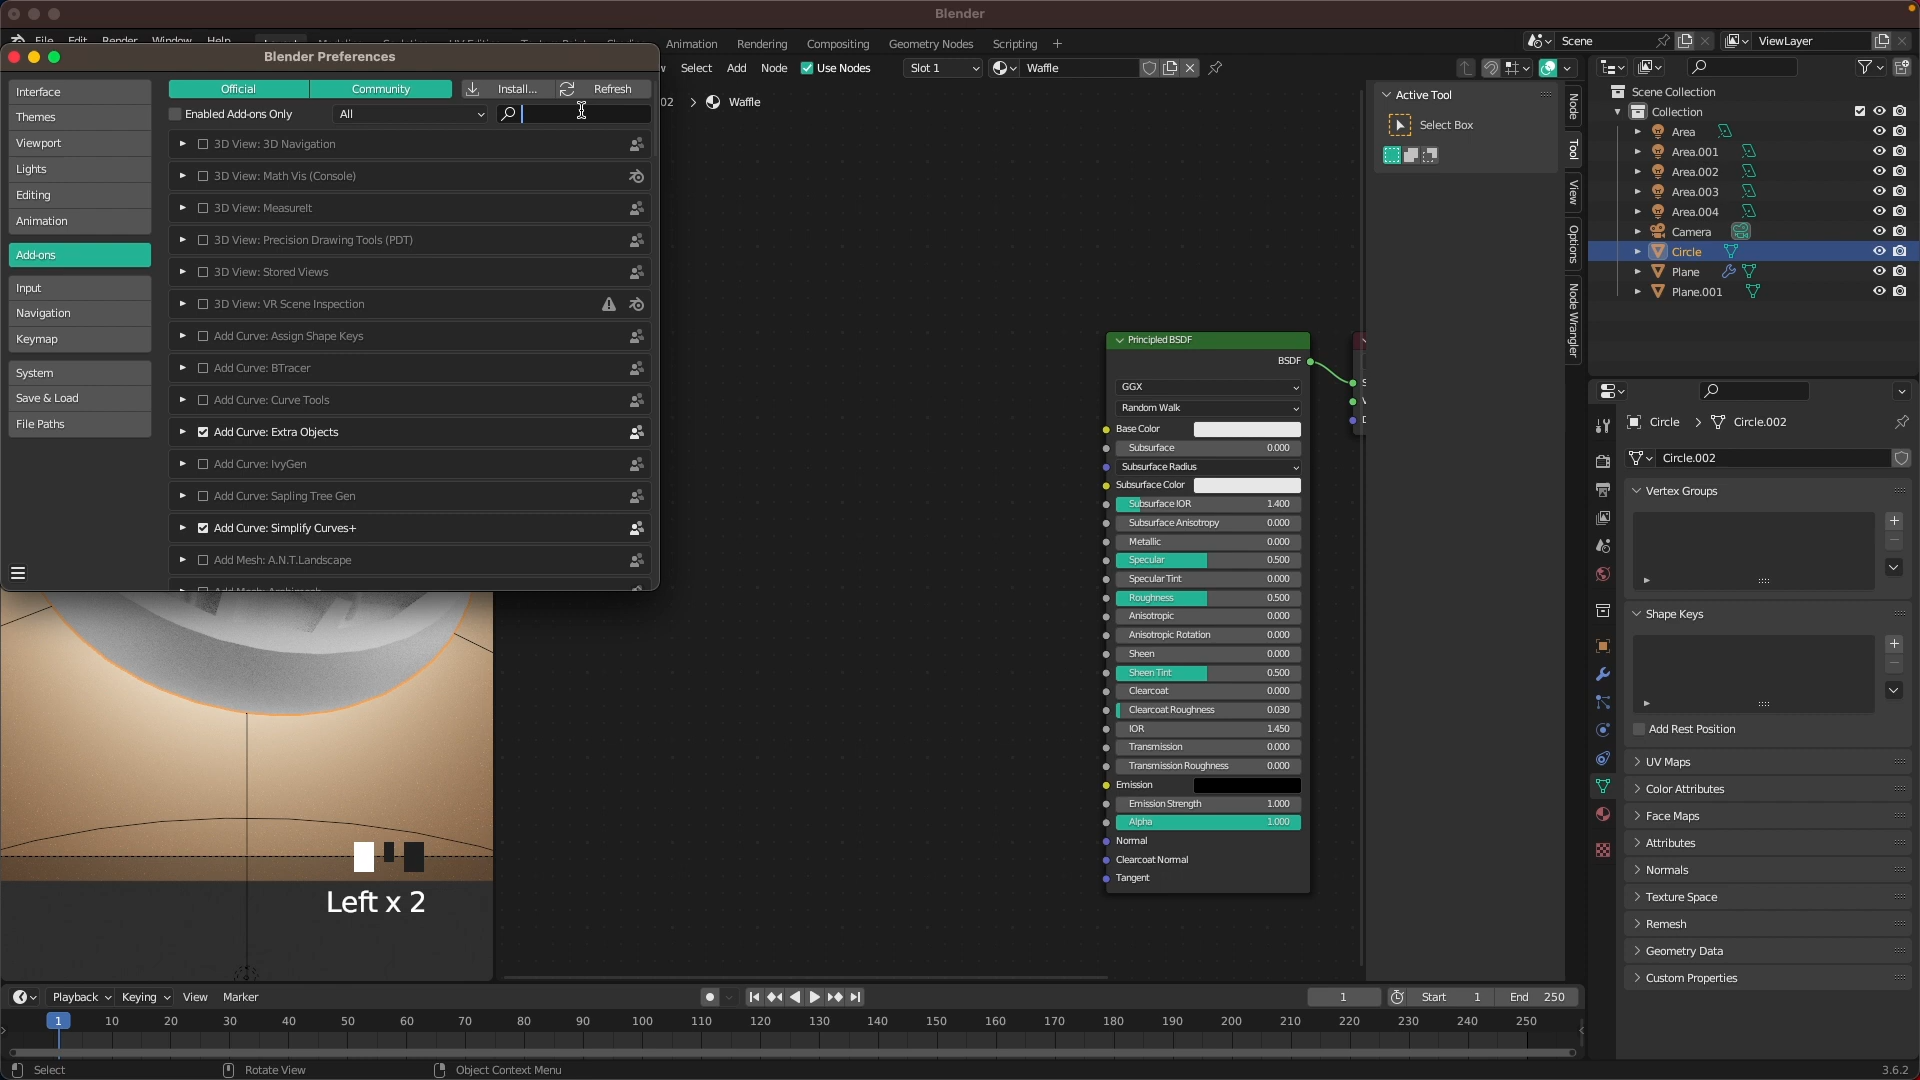 Blender
File Edit Render Window Help
Animation Rendering Compositing Geometry Nodes Scripting
Scene
ViewLayer
Blender Preferences
Select Add Node Use Nodes Slot 1 Waffle
02 Waffle
Interface
Themes
Viewport
Lights
Editing
Animation
Add-ons
Input
Navigation
Keymap
System
Save & Load
File Paths
Official Community Install... Refresh
Enabled Add-ons Only All
3D View: 3D Navigation
3D View: Math Vis (Console)
3D View: MeasureIt
3D View: Precision Drawing Tools (PDT)
3D View: Stored Views
3D View: VR Scene Inspection
Add Curve: Assign Shape Keys
Add Curve: BTracer
Add Curve: Curve Tools
Add Curve: Extra Objects
Add Curve: IvyGen
Add Curve: Sapling Tree Gen
Add Curve: Simplify Curves+
Add Mesh: A.N.T.Landscape
Principled BSDF
BSDF
GGX
Random Walk
Base Color
Subsurface 0.000
Subsurface Radius
Subsurface Color
Subsurface IOR 1.400
Subsurface Anisotropy 0.000
Metallic 0.000
Specular 0.500
Specular Tint 0.000
Roughness 0.500
Anisotropic 0.000
Anisotropic Rotation 0.000
Sheen 0.000
Sheen Tint 0.500
Clearcoat 0.000
Clearcoat Roughness 0.030
IOR 1.450
Transmission 0.000
Transmission Roughness 0.000
Emission
Emission Strength 1.000
Alpha 1.000
Normal
Clearcoat Normal
Tangent
Active Tool
Select Box
Node
Tool
View
Options
Node Wrangler
Scene Collection
Collection
Area
Area.001
Area.002
Area.003
Area.004
Camera
Circle
Plane
Plane.001
Circle Circle.002
Circle.002
Vertex Groups
Shape Keys
Add Rest Position
UV Maps
Color Attributes
Face Maps
Attributes
Normals
Texture Space
Remesh
Geometry Data
Custom Properties
Left x 2
Playback Keying View Marker
1 Start 1 End 250
1 10 20 30 40 50 60 70 80 90 100 110 120 130 140 150 160 170 180 190 200 210 220 230 240 250
Select Rotate View Object Context Menu 3.6.2